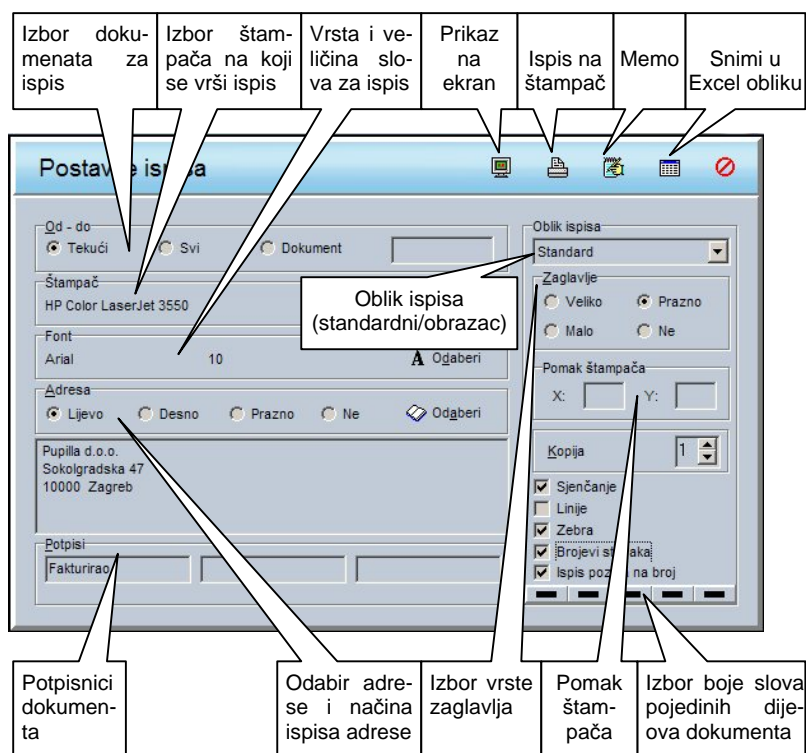 Izbor doku-
menata za
ispis
Izbor štam-
pača na koji
se vrši ispis
Vrsta i ve-
ličina slo-
va za ispis
Prikaz
na
ekran
Ispis na
štampač
Memo
Snimi u
Excel obliku
Postavke ispisa
Od - do
Tekući Svi Dokument
Štampač
HP Color LaserJet 3550
Font
Arial 10 A Odaberi
Adresa
Lijevo Desno Prazno Ne Odaberi
Pupilla d.o.o.
Sokolgradska 47
10000 Zagreb
Potpisi
Fakturirao
Oblik ispisa
(standardni/obrazac)
Oblik ispisa
Standard
Zaglavlje
Veliko Prazno
Malo Ne
Pomak štampača
X: Y:
Kopija 1
Sjenčanje
Linije
Zebra
Brojevi stavaka
Ispis poziva na broj
Potpisnici
dokumen-
ta
Odabir adre-
se i načina
ispisa adrese
Izbor vrste
zaglavlja
Pomak
štam-
pača
Izbor boje slova
pojedinih dije-
ova dokumenta